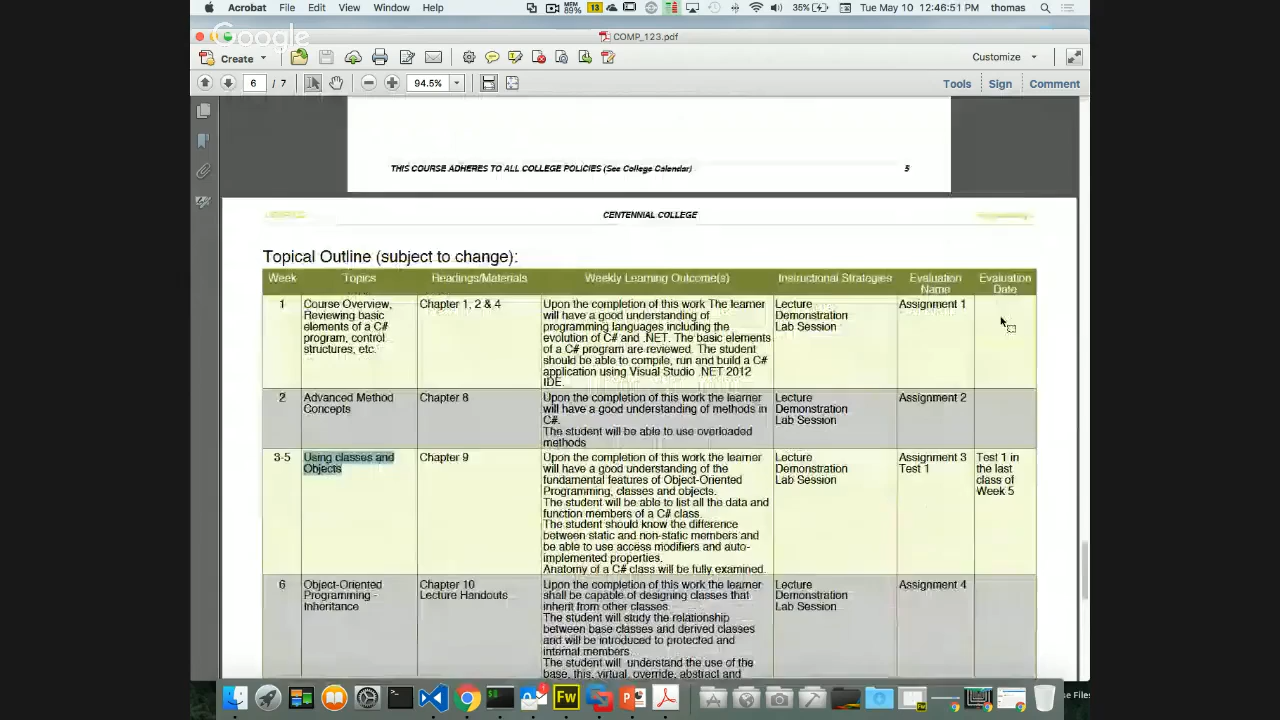 Acrobat File Edit View Window Help MEM 89% 13 35% Tue May 10 12:46:51 PM thomas
Google
COMP_123.pdf
Create Customize
6 / 7 94.5% Tools Sign Comment
THIS COURSE ADHERES TO ALL COLLEGE POLICIES (See College Calendar) 5
CENTENNIAL COLLEGE
Topical Outline (subject to change):
Week Topics Readings/Materials Weekly Learning Outcome(s) Instructional Strategies Evaluation Name Evaluation Date
1
Course Overview,
Reviewing basic
elements of a C#
program, control
structures, etc.
Chapter 1, 2 & 4
Upon the completion of this work The learner
will have a good understanding of
programming languages including the
evolution of C# and .NET. The basic elements
of a C# program are reviewed. The student
should be able to compile, run and build a C#
application using Visual Studio .NET 2012
IDE.
Lecture
Demonstration
Lab Session
Assignment 1
2
Advanced Method
Concepts
Chapter 8
Upon the completion of this work the learner
will have a good understanding of methods in
C#.
The student will be able to use overloaded
methods
Lecture
Demonstration
Lab Session
Assignment 2
3-5
Using classes and
Objects
Chapter 9
Upon the completion of this work the learner
will have a good understanding of the
fundamental features of Object-Oriented
Programming, classes and objects.
The student will be able to list all the data and
function members of a C# class.
The student should know the difference
between static and non-static members and
be able to use access modifiers and auto-
implemented properties.
Anatomy of a C# class will be fully examined.
Lecture
Demonstration
Lab Session
Assignment 3
Test 1
Test 1 in
the last
class of
Week 5
6
Object-Oriented
Programming -
Inheritance
Chapter 10
Lecture Handouts
Upon the completion of this work the learner
shall be capable of designing classes that
inherit from other classes.
The student will study the relationship
between base classes and derived classes
and will be introduced to protected and
internal members.
The student will understand the use of the
base, this, virtual, override, abstract and
Lecture
Demonstration
Lab Session
Assignment 4
Fw
se Files